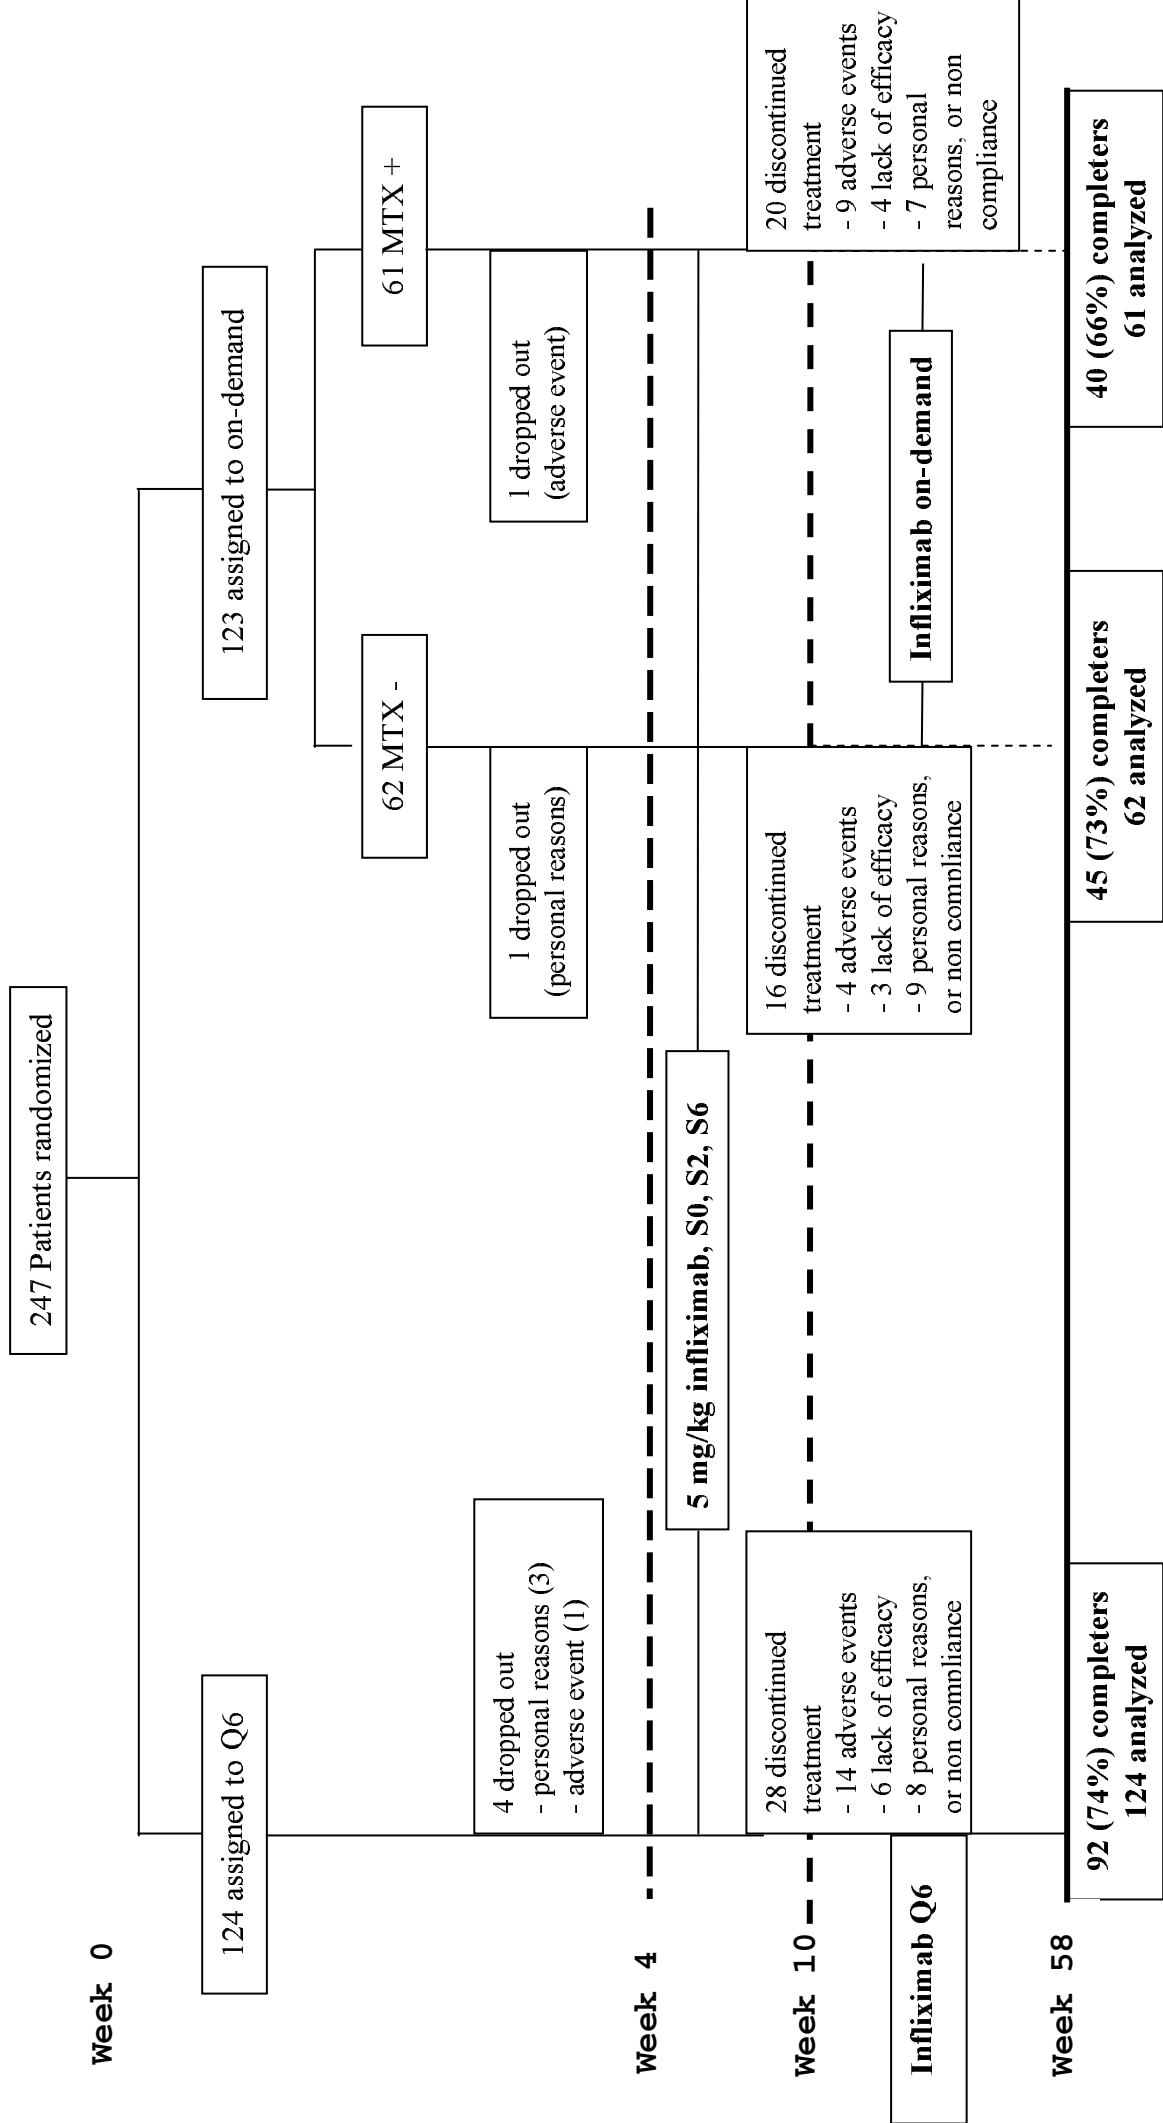 247 Patients randomized
Week 0
124 assigned to Q6
123 assigned to on-demand
62 MTX -
61 MTX +
4 dropped out
- personal reasons (3)
- adverse event (1)
1 dropped out
(personal reasons)
1 dropped out
(adverse event)
Week 4
5 mg/kg infliximab, S0, S2, S6
Week 10
28 discontinued
treatment
- 14 adverse events
- 6 lack of efficacy
- 8 personal reasons,
or non compliance
16 discontinued
treatment
- 4 adverse events
- 3 lack of efficacy
- 9 personal reasons,
or non compliance
20 discontinued
treatment
- 9 adverse events
- 4 lack of efficacy
- 7 personal
reasons, or non
compliance
Infliximab Q6
Infliximab on-demand
Week 58
92 (74%) completers
124 analyzed
45 (73%) completers
62 analyzed
40 (66%) completers
61 analyzed